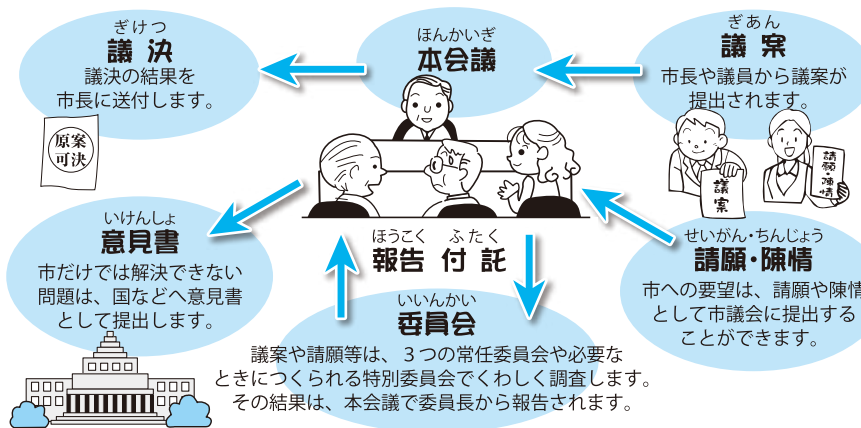 ぎけつ
議決
議決の結果を
市長に送付します。
原案
可決
ほんかいぎ
本会議
ぎあん
議案
市長や議員から議案が
提出されます。
議案
請願・陳情
いけんしょ
意見書
市だけでは解決できない
問題は、国などへ意見書
として提出します。
ほうこく ふたく
報告 付託
せいがん・ちんじょう
請願・陳情
市への要望は、請願や陳情
として市議会に提出する
ことができます。
いいんかい
委員会
議案や請願等は、３つの常任委員会や必要な
ときにつくられる特別委員会でくわしく調査します。
その結果は、本会議で委員長から報告されます。